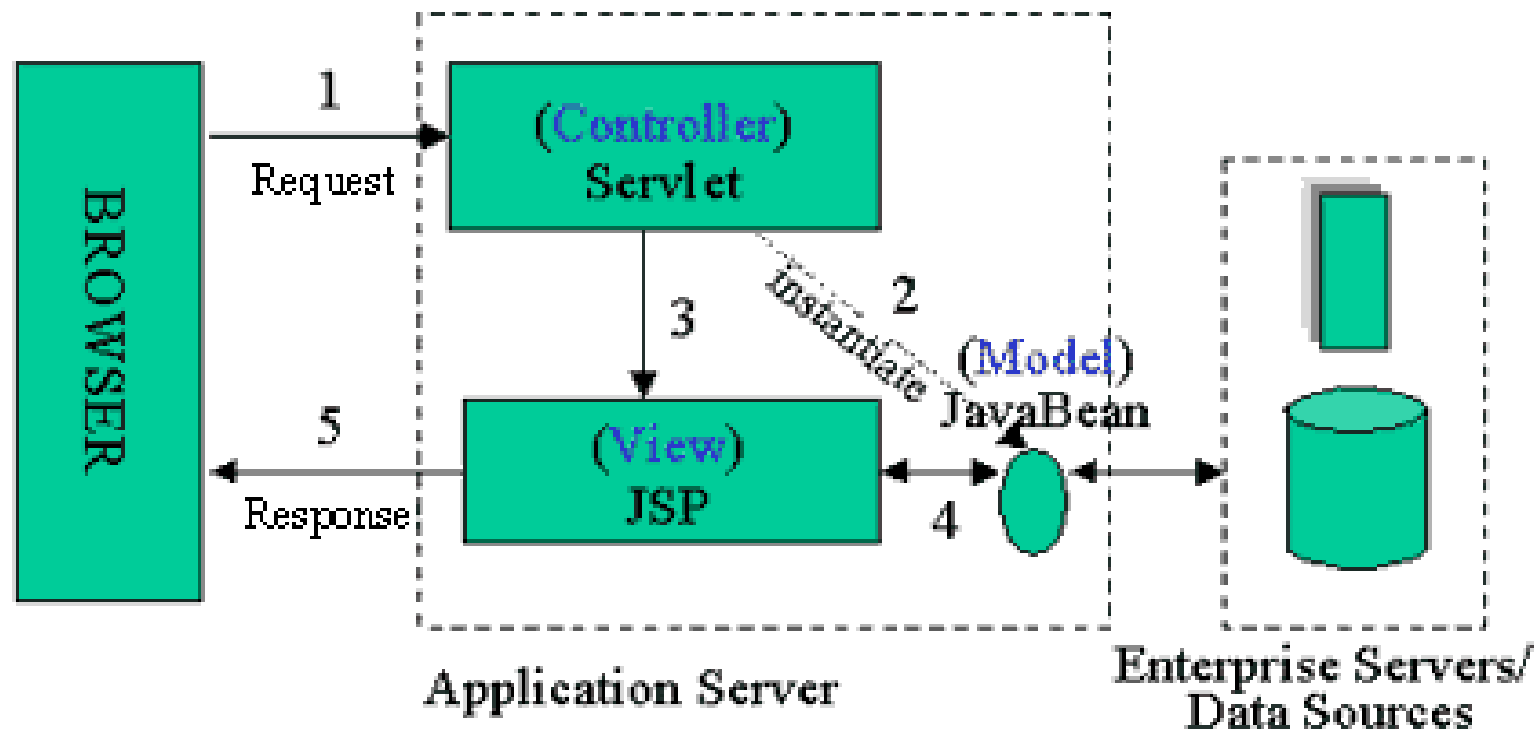 BROWSER
1
Request
(Controller)
Servlet
2
instantiate
3
(Model)
JavaBean
5
Response
(View)
JSP
4
Application Server
Enterprise Servers/
Data Sources